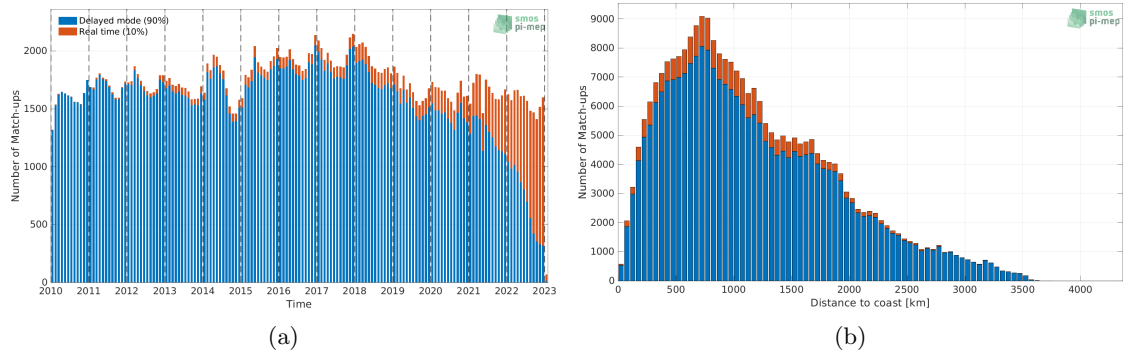 Delayed mode (90%)
Real time (10%)
smos
pi-mep
Number of Match-ups
2000
1500
1000
500
0
2010 2011 2012 2013 2014 2015 2016 2017 2018 2019 2020 2021 2022 2023
Time
(a)
smos
pi-mep
Number of Match-ups
9000
8000
7000
6000
5000
4000
3000
2000
1000
0
0 500 1000 1500 2000 2500 3000 3500 4000
Distance to coast [km]
(b)